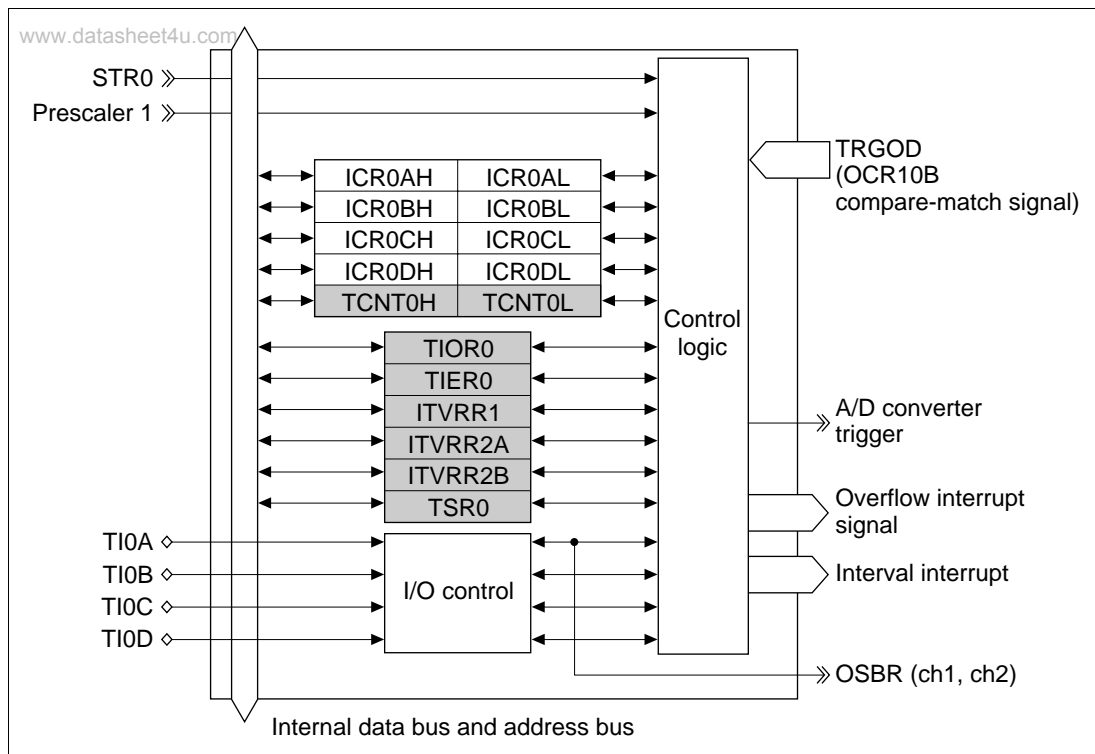 www.datasheet4u.com
STR0
Prescaler 1
TRGOD
(OCR10B
compare-match signal)
ICR0AH ICR0AL
ICR0BH ICR0BL
ICR0CH ICR0CL
ICR0DH ICR0DL
TCNT0H TCNT0L
Control
logic
TIOR0
TIER0
ITVRR1
ITVRR2A
ITVRR2B
TSR0
A/D converter
trigger
Overflow interrupt
signal
Interval interrupt
TI0A
TI0B
TI0C
TI0D
I/O control
OSBR (ch1, ch2)
Internal data bus and address bus